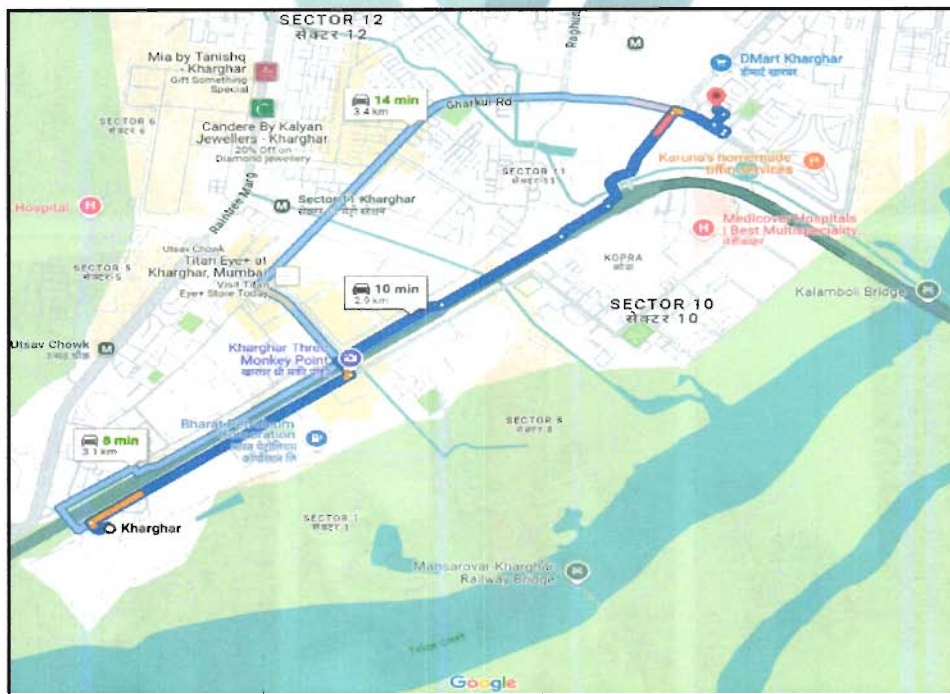 SECTOR 12
सेक्टर 12
Raghus
DMart Kharghar
डीमार्ट खारघर
Mia by Tanishq
- Kharghar
Gift Something
Special
14 min
3.4 km
Gharkul Rd
SECTOR 6
सेक्टर 6
Candere By Kalyan
Jewellers - Kharghar
20% Off on
Diamond jewellery
Karuna's homemade
tiffin services
SECTOR 11
सेक्टर 11
Raintree Marg
Hospital
Sector 11 Kharghar
Medicover Hospitals
| Best Multispeciality...
Utsav Chowk
Titan Eye+ at
Kharghar, Mumbai
Visit Titan
Eye+ Store Today
SECTOR 5
सेक्टर 5
KOPRA
कोपरा
10 min
2.9 km
Kalamboli Bridge
SECTOR 10
सेक्टर 10
Utsav Chowk
Kharghar Three
Monkey Point
SECTOR 8
सेक्टर 8
Bharat Petroleum
8 min
3.1 km
Kharghar
SECTOR 1
सेक्टर 1
Mansarovar-Kharghar
Railway Bridge
Google